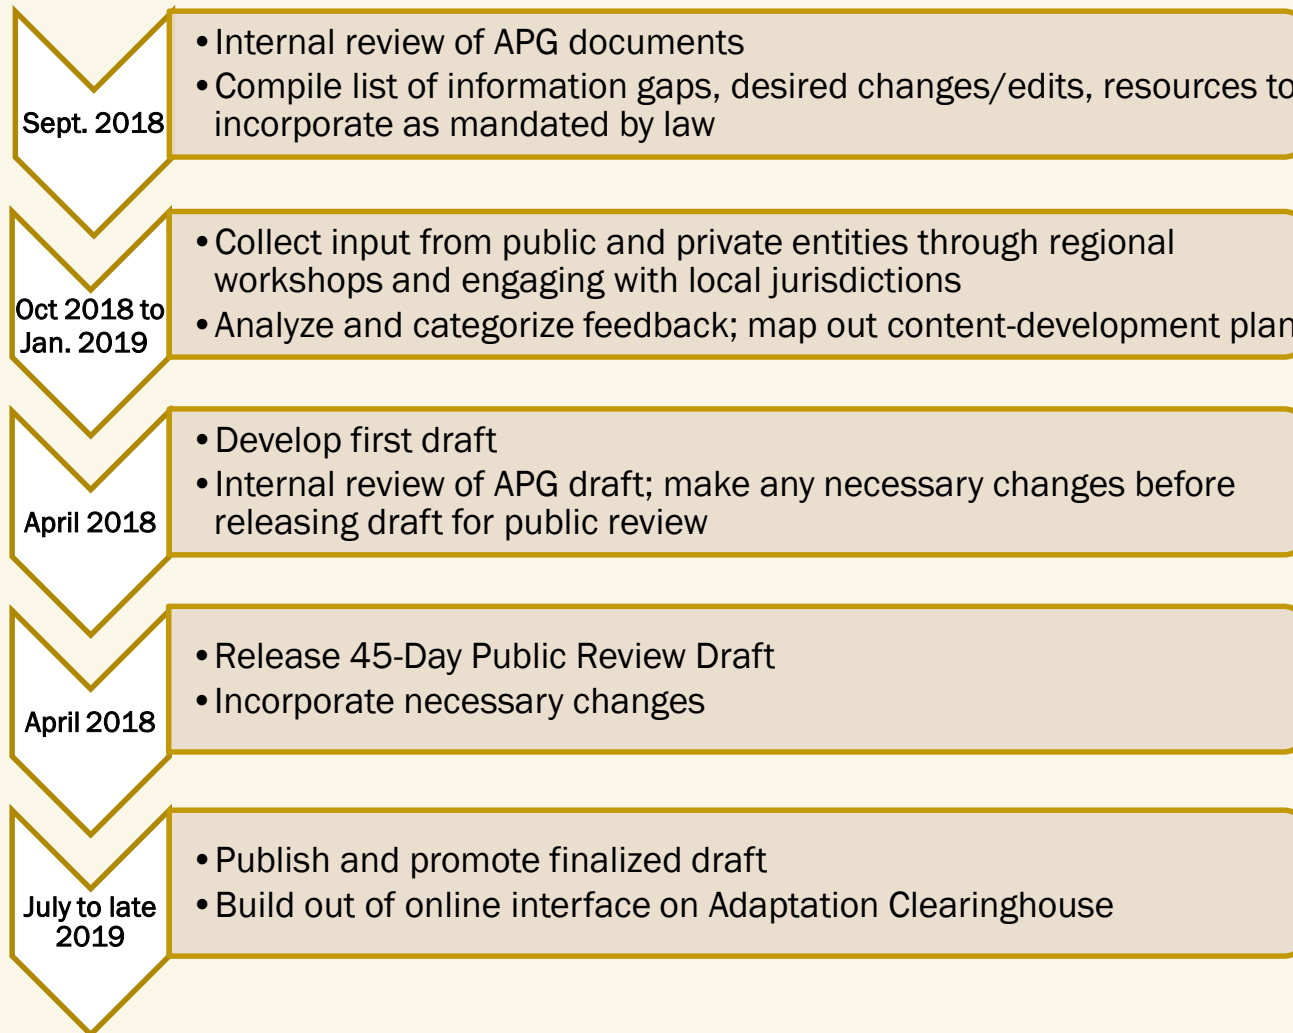 Sept. 2018
•Internal review of APG documents
•Compile list of information gaps, desired changes/edits, resources to
incorporate as mandated by law
Oct 2018 to
Jan. 2019
•Collect input from public and private entities through regional
workshops and engaging with local jurisdictions
•Analyze and categorize feedback; map out content-development plan
April 2018
•Develop first draft
•Internal review of APG draft; make any necessary changes before
releasing draft for public review
April 2018
•Release 45-Day Public Review Draft
•Incorporate necessary changes
July to late
2019
•Publish and promote finalized draft
•Build out of online interface on Adaptation Clearinghouse